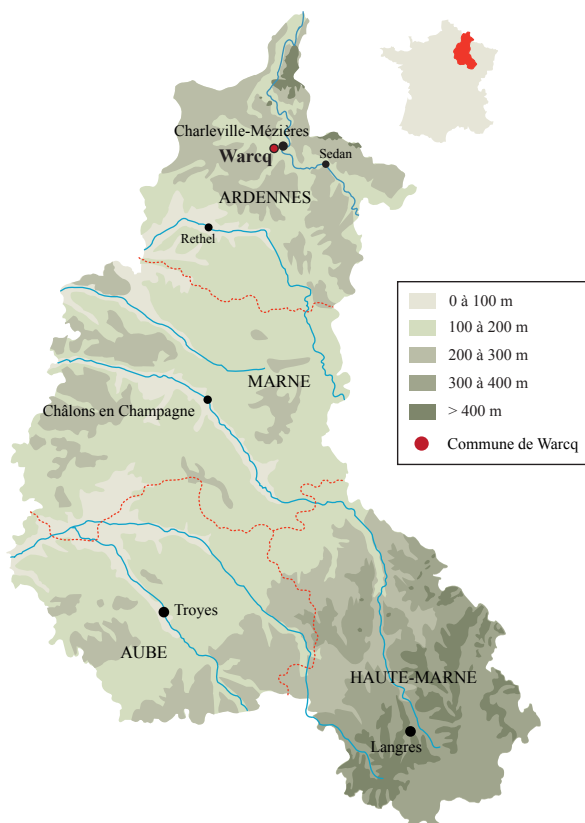 Charleville-Mézières
Warcq
Sedan
ARDENNES
Rethel
0 à 100 m
100 à 200 m
200 à 300 m
300 à 400 m
> 400 m
Commune de Warcq
MARNE
Châlons en Champagne
Troyes
AUBE
HAUTE-MARNE
Langres